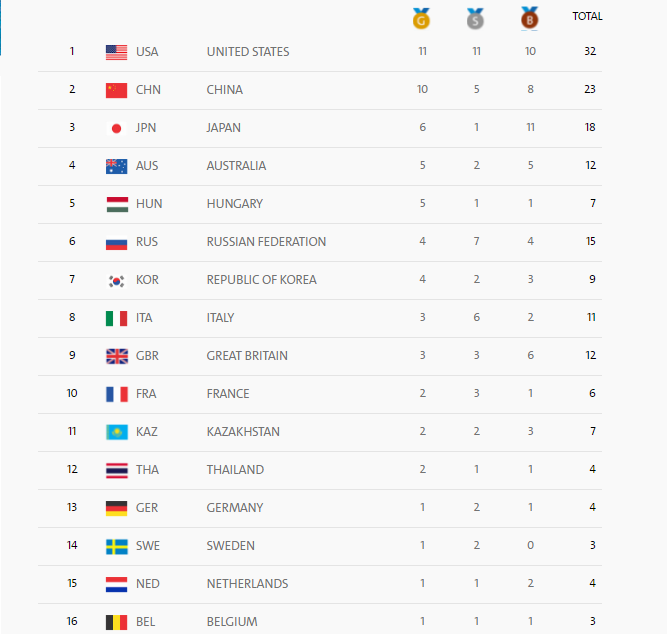 G S B TOTAL
1 USA UNITED STATES 11 11 10 32
2 CHN CHINA 10 5 8 23
3 JPN JAPAN 6 1 11 18
4 AUS AUSTRALIA 5 2 5 12
5 HUN HUNGARY 5 1 1 7
6 RUS RUSSIAN FEDERATION 4 7 4 15
7 KOR REPUBLIC OF KOREA 4 2 3 9
8 ITA ITALY 3 6 2 11
9 GBR GREAT BRITAIN 3 3 6 12
10 FRA FRANCE 2 3 1 6
11 KAZ KAZAKHSTAN 2 2 3 7
12 THA THAILAND 2 1 1 4
13 GER GERMANY 1 2 1 4
14 SWE SWEDEN 1 2 0 3
15 NED NETHERLANDS 1 1 2 4
16 BEL BELGIUM 1 1 1 3